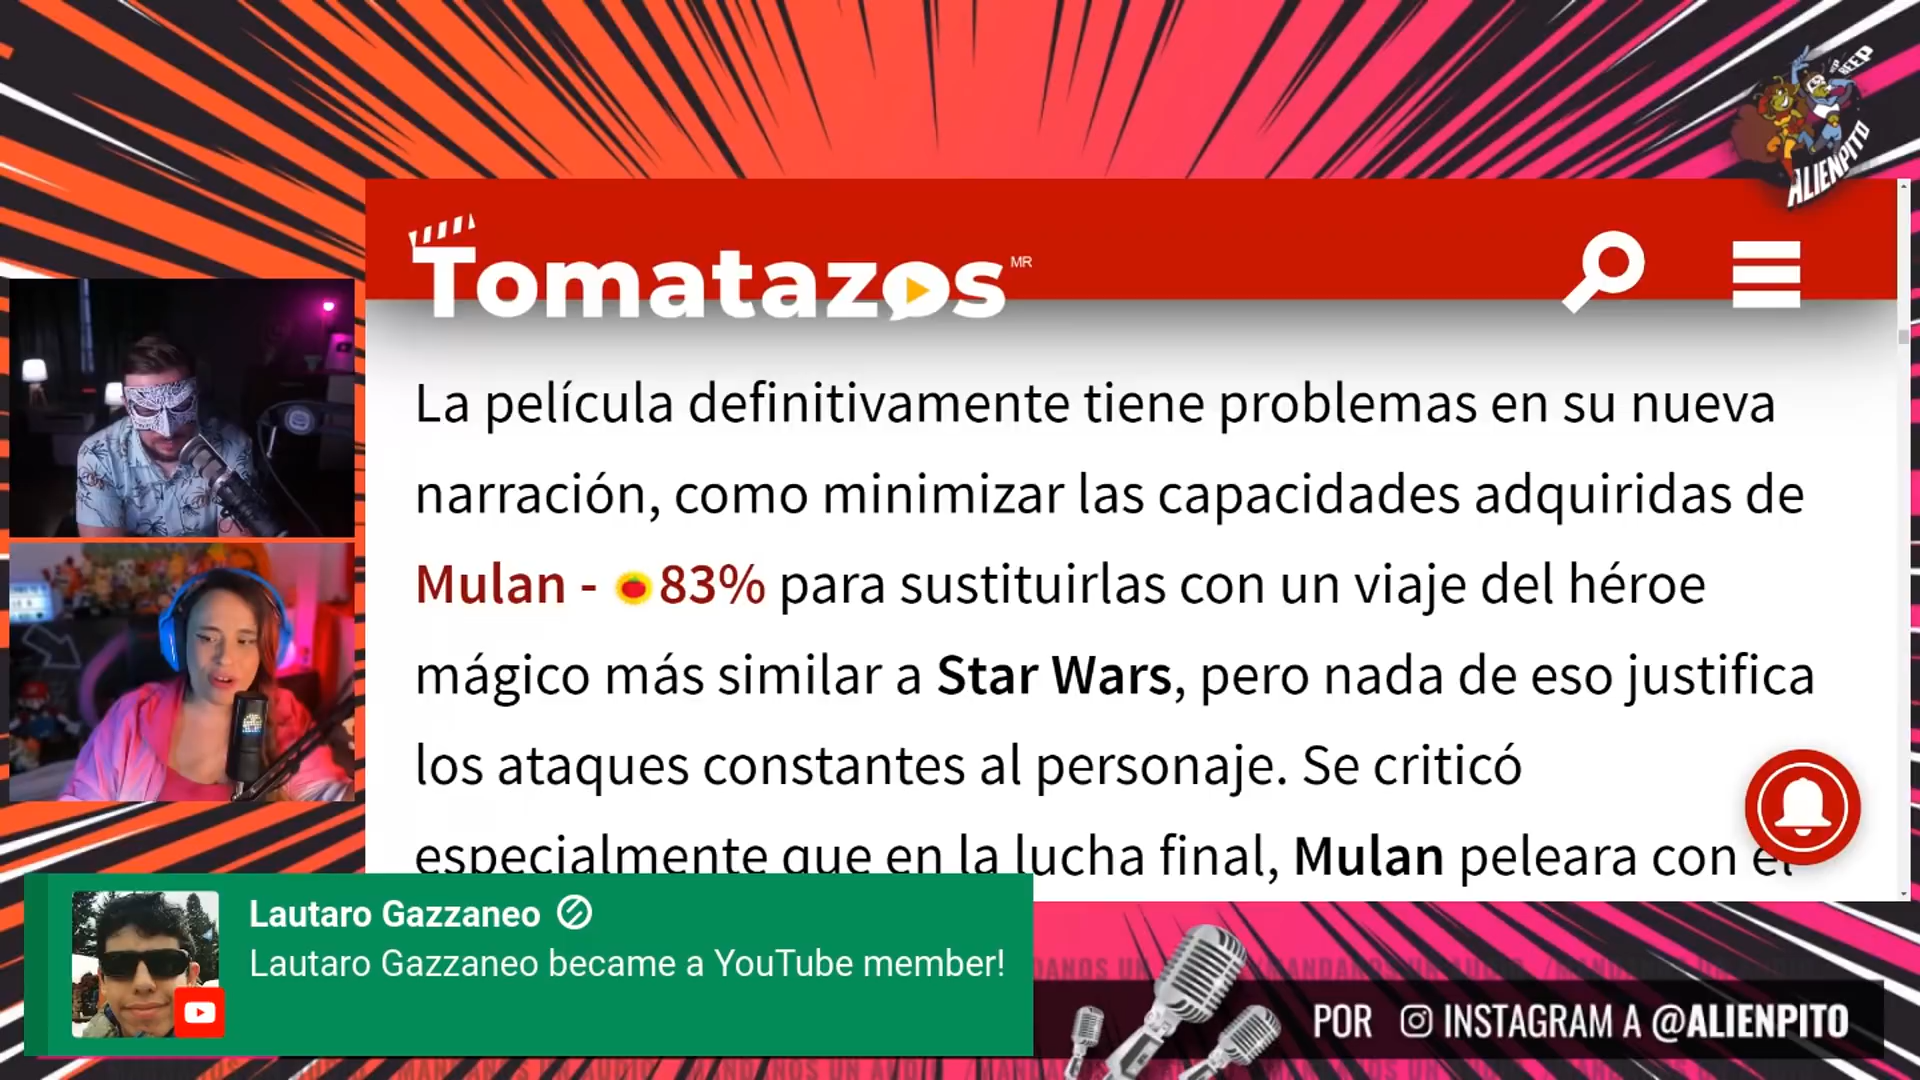 BEEP BEEP
ALIENPITO
Tomatazos MR
La película definitivamente tiene problemas en su nueva
narración, como minimizar las capacidades adquiridas de
Mulan - 83% para sustituirlas con un viaje del héroe
mágico más similar a Star Wars, pero nada de eso justifica
los ataques constantes al personaje. Se criticó
especialmente que en la lucha final, Mulan peleara con el
Lautaro Gazzaneo
Lautaro Gazzaneo became a YouTube member!
POR INSTAGRAM A @ALIENPITO